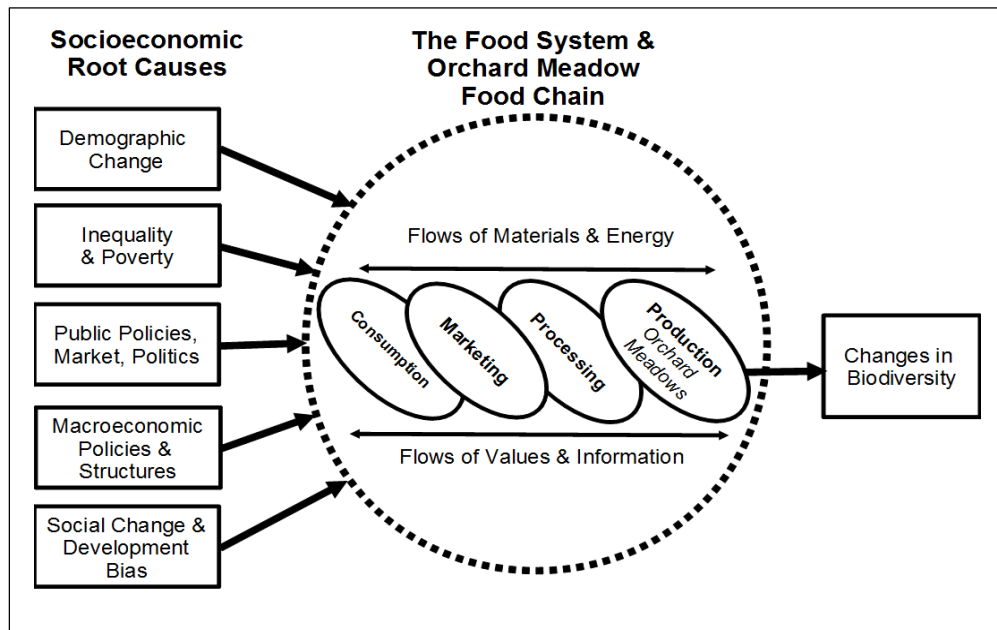 Socioeconomic
Root Causes
The Food System &
Orchard Meadow
Food Chain
Demographic
Change
Inequality
& Poverty
Public Policies,
Market, Politics
Macroeconomic
Policies &
Structures
Social Change &
Development
Bias
Flows of Materials & Energy
Consumption
Marketing
Processing
Production
Orchard
Meadows
Flows of Values & Information
Changes in
Biodiversity